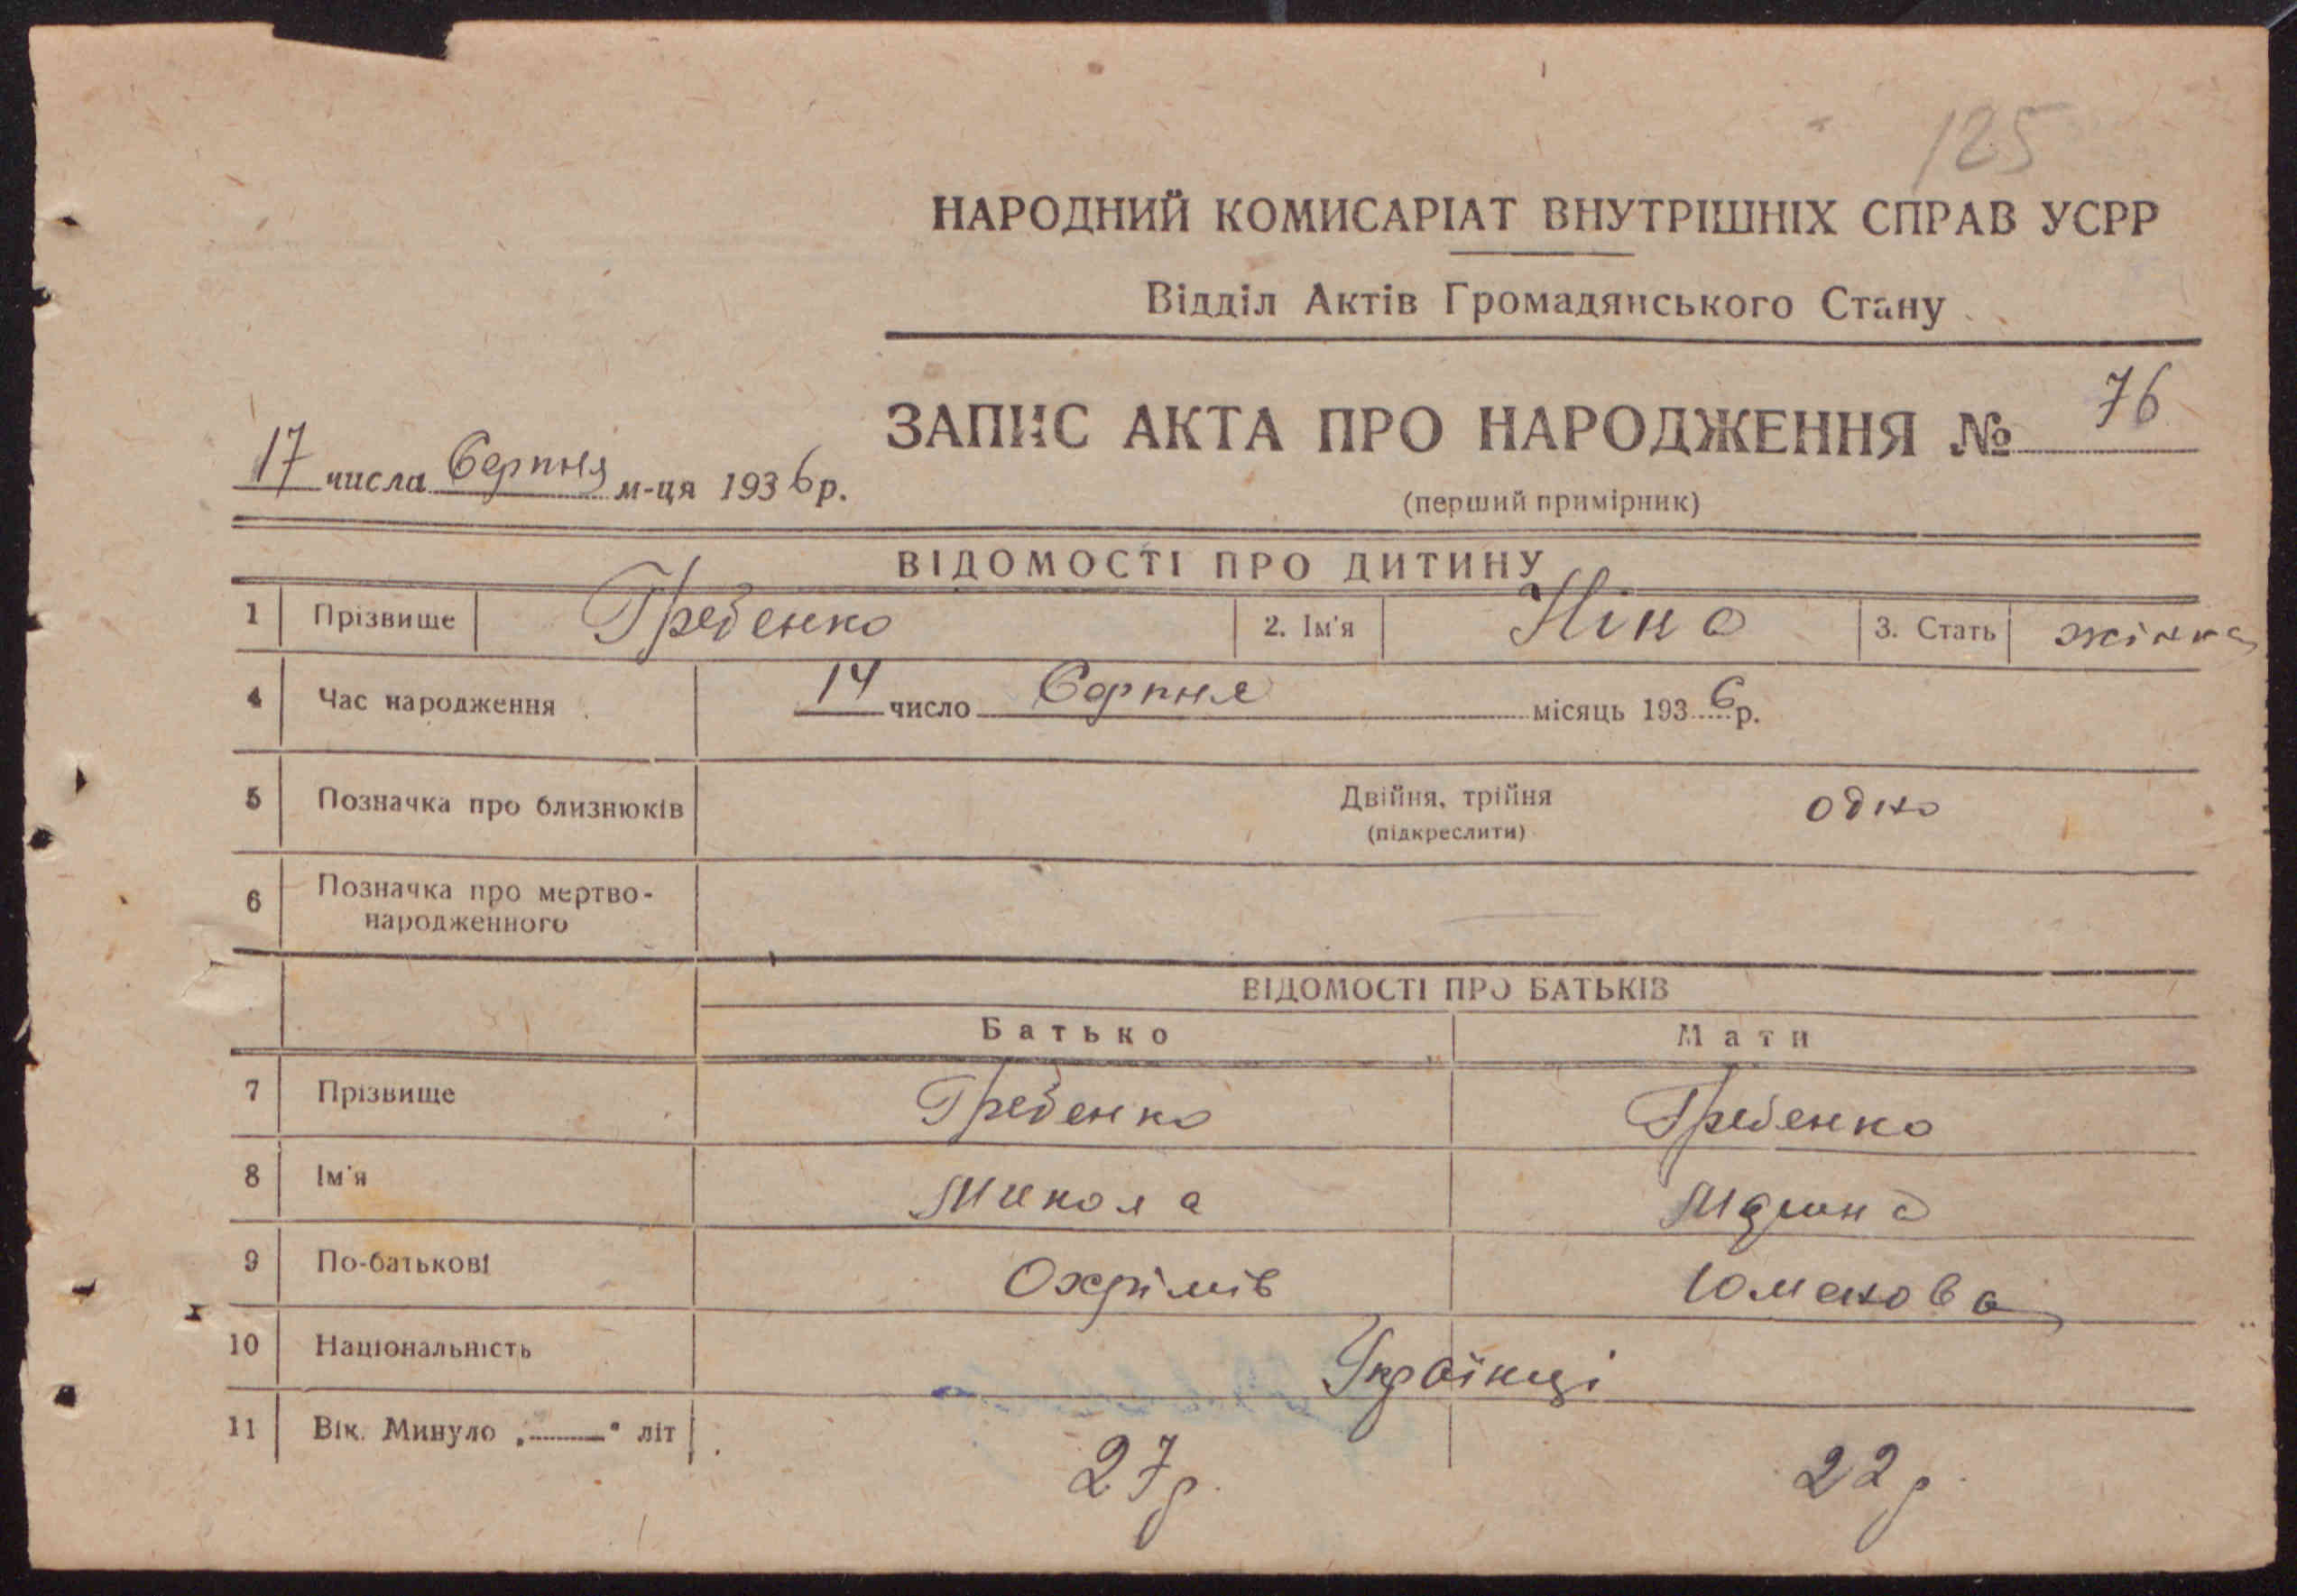 125
НАРОДНИЙ КОМИСАРІАТ ВНУТРІШНІХ СПРАВ УСРР
Відділ Актів Громадянського Стану
ЗАПИС АКТА ПРО НАРОДЖЕННЯ № 76
17 числа Серпня м-ця 1936 р.
(перший примірник)
ВІДОМОСТІ ПРО ДИТИНУ
1 Прізвище Гребенко 2. Ім'я Ніна 3. Стать жінка
4 Час народження 14 число Серпня місяць 1936 р.
5 Позначка про близнюків Двійня, трійня одно
(підкреслити)
6 Позначка про мертво-
народженного
ВІДОМОСТІ ПРО БАТЬКІВ
Батько Мати
7 Прізвище Гребенко Гребенко
8 Ім'я Микола
9 По-батькові Охрімів
10 Національність Українці
11 Вік. Минуло „ “ літ 27 р. 22 р.